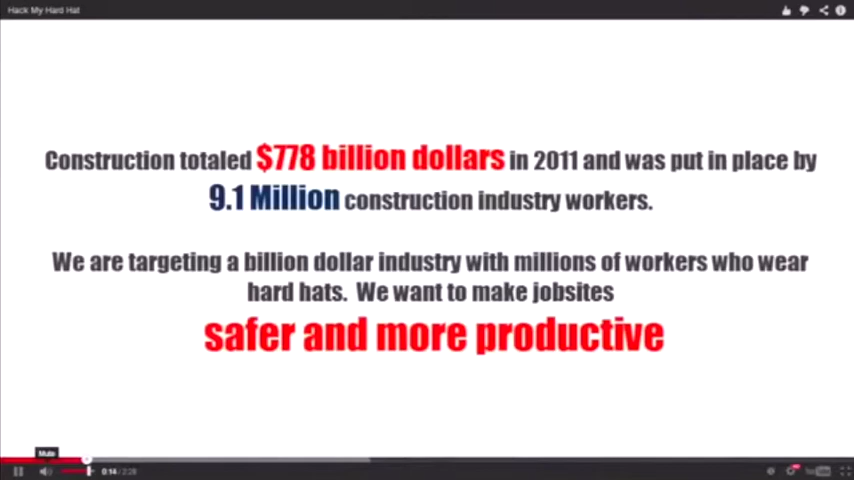 Hack My Hard Hat
Construction totaled $778 billion dollars in 2011 and was put in place by
9.1 Million construction industry workers.
We are targeting a billion dollar industry with millions of workers who wear
hard hats. We want to make jobsites
safer and more productive
Mute
0:14 / 2:28
You Tube